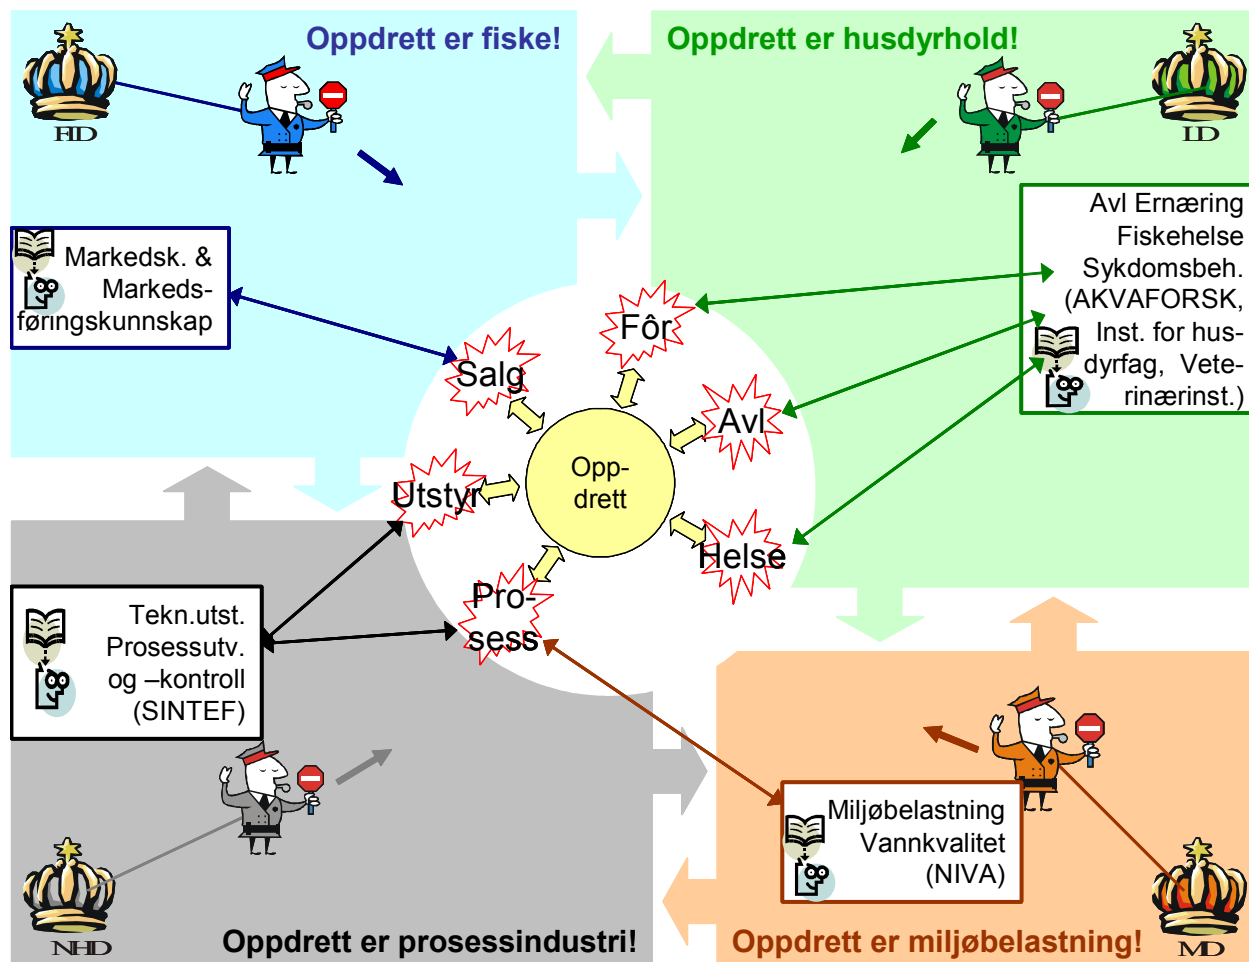 Oppdrett er fiske!
Oppdrett er husdyrhold!
FID
LD
Avl Ernæring
Fiskehelse
Sykdomsbeh.
(AKVAFORSK,
Inst. for hus-
dyrfag, Vete-
rinærinst.)
Markedsk. &
Markeds-
føringskunnskap
Fôr
Salg
Avl
Opp-
drett
Utstyr
Helse
Pro-
sess
Tekn.utst.
Prosessutv.
og –kontroll
(SINTEF)
Miljøbelastning
Vannkvalitet
(NIVA)
NHD
Oppdrett er prosessindustri!
Oppdrett er miljøbelastning!
MD